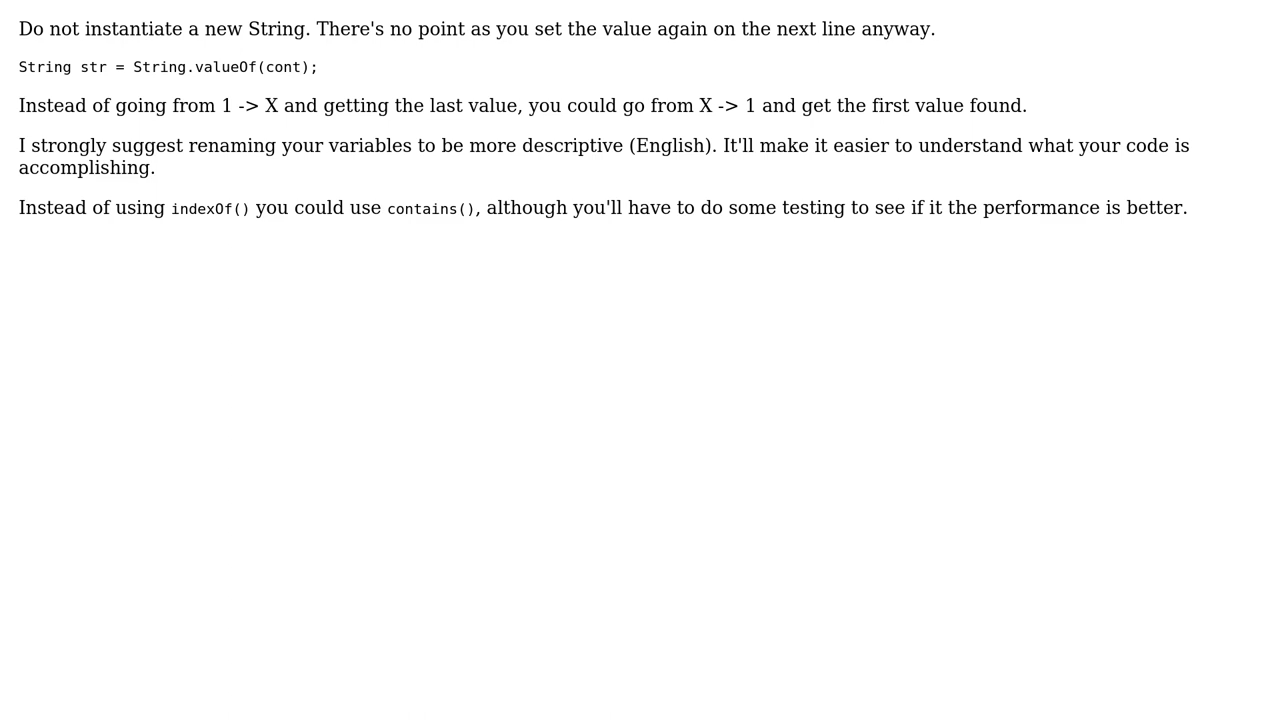 Do not instantiate a new String. There's no point as you set the value again on the next line anyway.
String str = String.valueOf(cont);
Instead of going from 1 -> X and getting the last value, you could go from X -> 1 and get the first value found.
I strongly suggest renaming your variables to be more descriptive (English). It'll make it easier to understand what your code is
accomplishing.
Instead of using indexOf() you could use contains(), although you'll have to do some testing to see if it the performance is better.